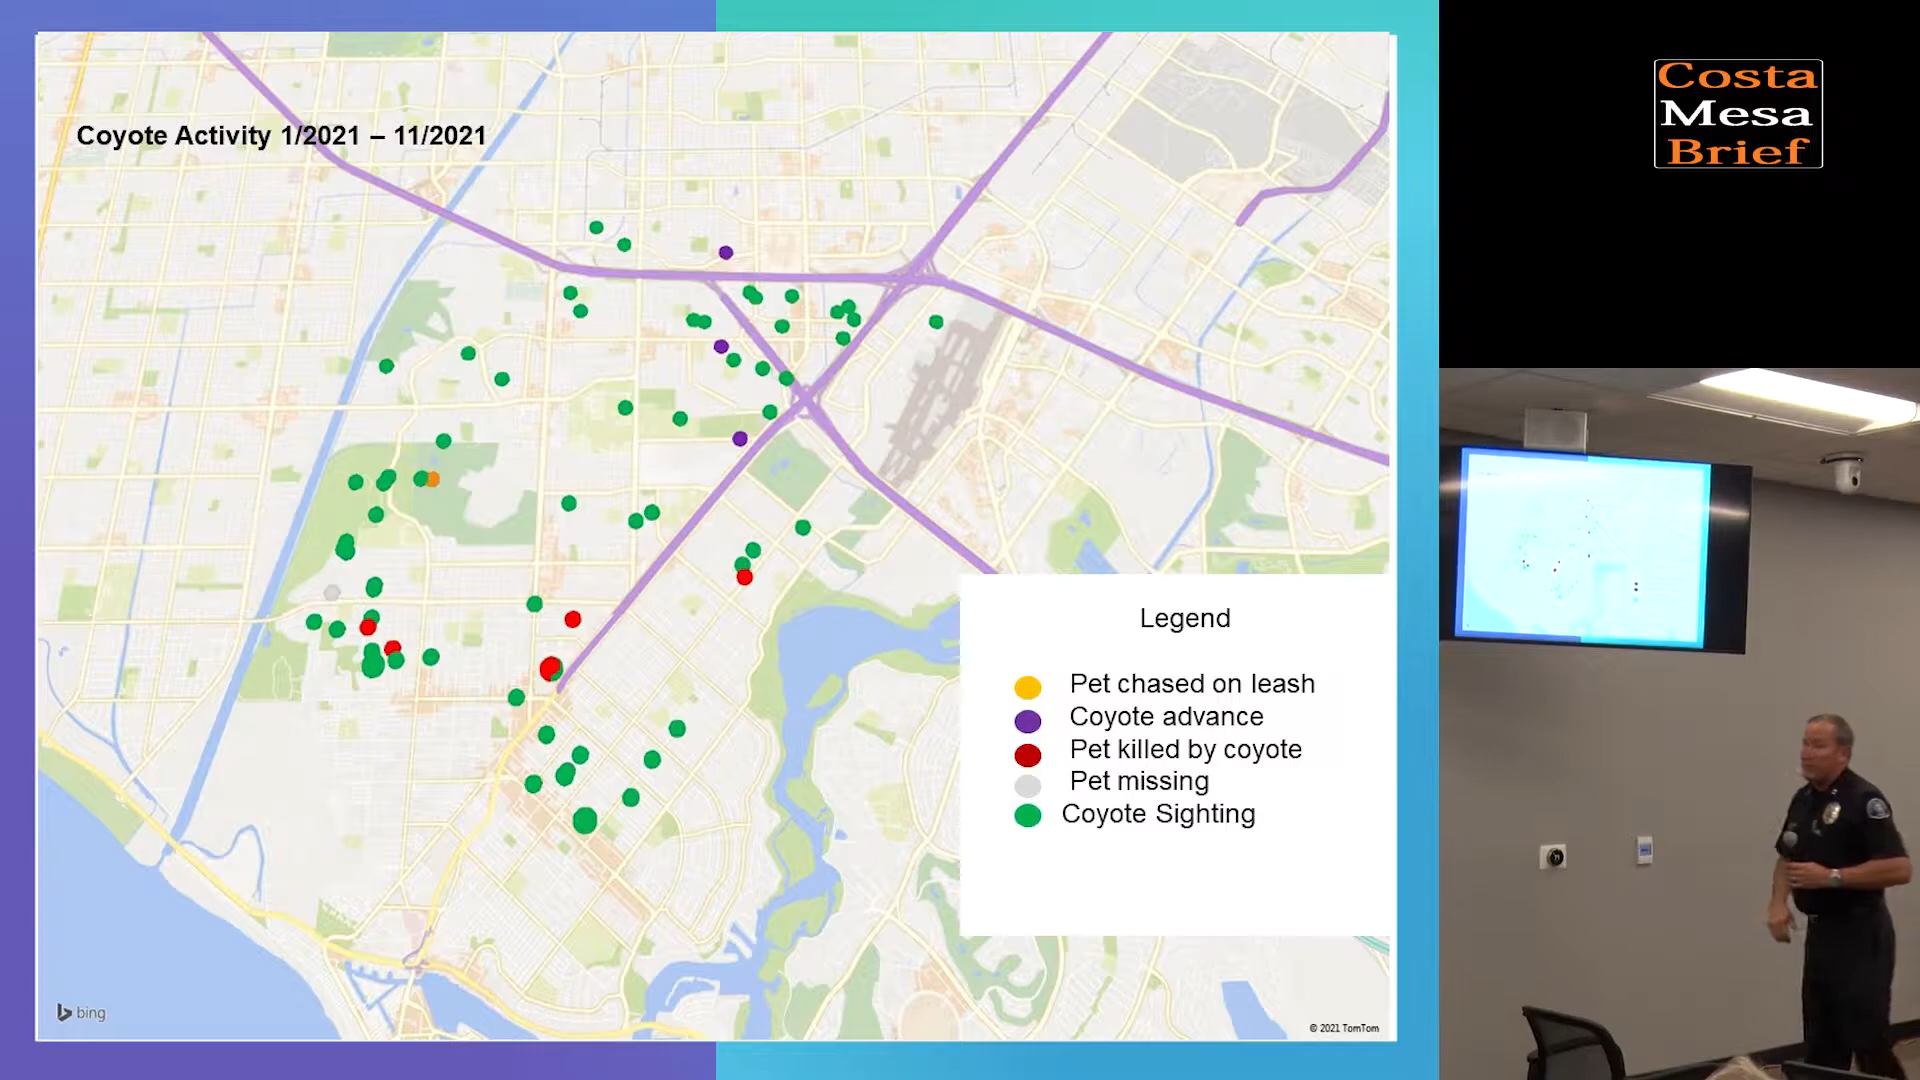 Coyote Activity 1/2021 – 11/2021
Legend
Pet chased on leash
Coyote advance
Pet killed by coyote
Pet missing
Coyote Sighting
bing
© 2021 TomTom
Costa
Mesa
Brief